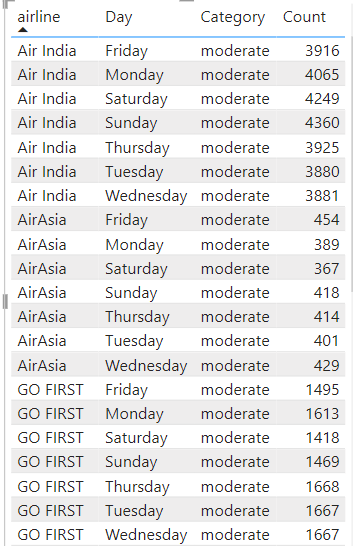 airline Day Category Count
Air India Friday moderate 3916
Air India Monday moderate 4065
Air India Saturday moderate 4249
Air India Sunday moderate 4360
Air India Thursday moderate 3925
Air India Tuesday moderate 3880
Air India Wednesday moderate 3881
AirAsia Friday moderate 454
AirAsia Monday moderate 389
AirAsia Saturday moderate 367
AirAsia Sunday moderate 418
AirAsia Thursday moderate 414
AirAsia Tuesday moderate 401
AirAsia Wednesday moderate 429
GO FIRST Friday moderate 1495
GO FIRST Monday moderate 1613
GO FIRST Saturday moderate 1418
GO FIRST Sunday moderate 1469
GO FIRST Thursday moderate 1668
GO FIRST Tuesday moderate 1667
GO FIRST Wednesday moderate 1667